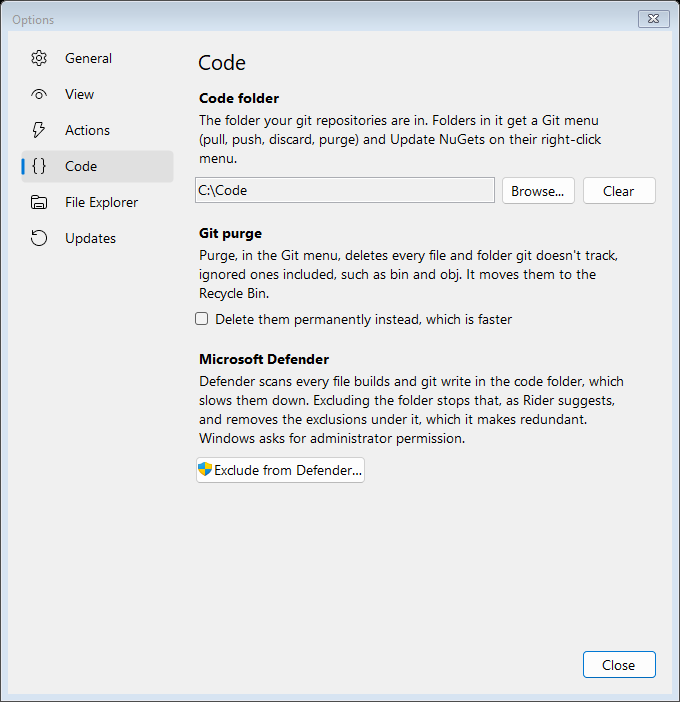 Options
General
View
Actions
Code
File Explorer
Updates
Code
Code folder
The folder your git repositories are in. Folders in it get a Git menu
(pull, push, discard, purge) and Update NuGets on their right-click
menu.
C:\Code
Browse...
Clear
Git purge
Purge, in the Git menu, deletes every file and folder git doesn't track,
ignored ones included, such as bin and obj. It moves them to the
Recycle Bin.
Delete them permanently instead, which is faster
Microsoft Defender
Defender scans every file builds and git write in the code folder, which
slows them down. Excluding the folder stops that, as Rider suggests,
and removes the exclusions under it, which it makes redundant.
Windows asks for administrator permission.
Exclude from Defender...
Close